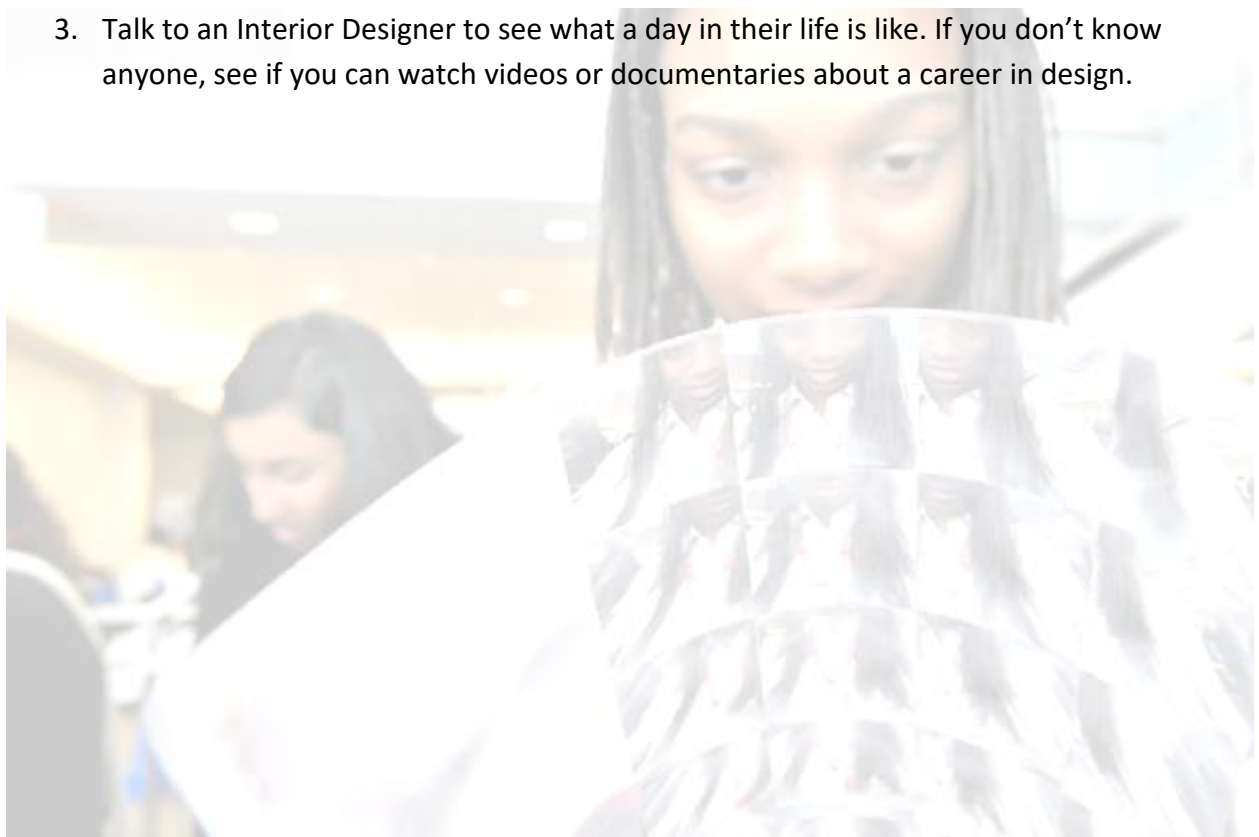 3. Talk to an Interior Designer to see what a day in their life is like. If you don’t know
anyone, see if you can watch videos or documentaries about a career in design.